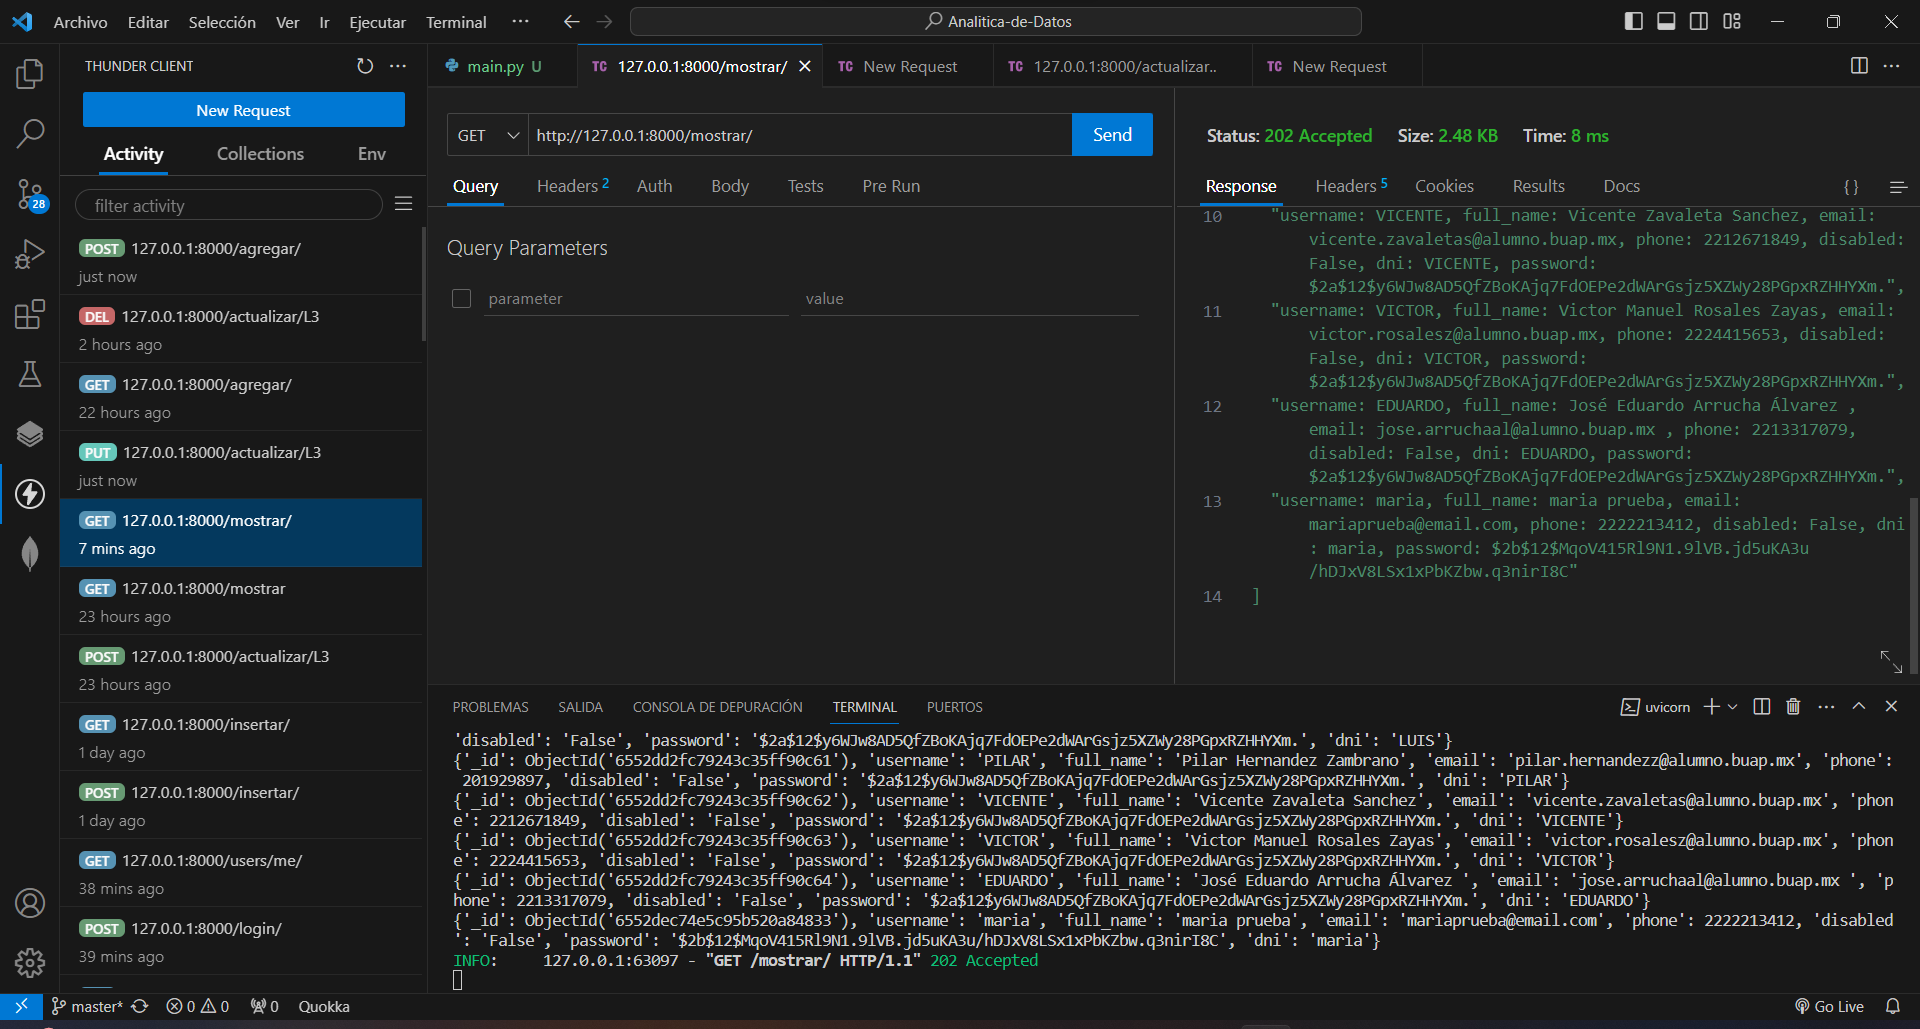 Archivo Editar Selección Ver Ir Ejecutar Terminal ··· Analitica-de-Datos
THUNDER CLIENT
New Request
Activity Collections Env
filter activity
POST 127.0.0.1:8000/agregar/
just now
DEL 127.0.0.1:8000/actualizar/L3
2 hours ago
GET 127.0.0.1:8000/agregar/
22 hours ago
PUT 127.0.0.1:8000/actualizar/L3
just now
GET 127.0.0.1:8000/mostrar/
7 mins ago
GET 127.0.0.1:8000/mostrar
23 hours ago
POST 127.0.0.1:8000/actualizar/L3
23 hours ago
GET 127.0.0.1:8000/insertar/
1 day ago
POST 127.0.0.1:8000/insertar/
1 day ago
GET 127.0.0.1:8000/users/me/
38 mins ago
POST 127.0.0.1:8000/login/
39 mins ago
28
main.py U TC 127.0.0.1:8000/mostrar/ TC New Request TC 127.0.0.1:8000/actualizar.. TC New Request
GET http://127.0.0.1:8000/mostrar/ Send
Query Headers 2 Auth Body Tests Pre Run
Query Parameters
parameter value
Status: 202 Accepted Size: 2.48 KB Time: 8 ms
Response Headers 5 Cookies Results Docs { }
10 "username: VICENTE, full_name: Vicente Zavaleta Sanchez, email:
vicente.zavaletas@alumno.buap.mx, phone: 2212671849, disabled:
False, dni: VICENTE, password:
$2a$12$y6WJw8AD5QfZBoKAjq7FdOEPe2dWArGsjz5XZWy28PGpxRZHHYXm.",
11 "username: VICTOR, full_name: Victor Manuel Rosales Zayas, email:
victor.rosalesz@alumno.buap.mx, phone: 2224415653, disabled:
False, dni: VICTOR, password:
$2a$12$y6WJw8AD5QfZBoKAjq7FdOEPe2dWArGsjz5XZWy28PGpxRZHHYXm.",
12 "username: EDUARDO, full_name: José Eduardo Arrucha Álvarez ,
email: jose.arruchaal@alumno.buap.mx , phone: 2213317079,
disabled: False, dni: EDUARDO, password:
$2a$12$y6WJw8AD5QfZBoKAjq7FdOEPe2dWArGsjz5XZWy28PGpxRZHHYXm.",
13 "username: maria, full_name: maria prueba, email:
mariaprueba@email.com, phone: 2222213412, disabled: False, dni
: maria, password: $2b$12$MqoV415Rl9N1.9lVB.jd5uKA3u
/hDJxV8LSx1xPbKZbw.q3nirI8C"
14 ]
PROBLEMAS SALIDA CONSOLA DE DEPURACIÓN TERMINAL PUERTOS uvicorn
'disabled': 'False', 'password': '$2a$12$y6WJw8AD5QfZBoKAjq7FdOEPe2dWArGsjz5XZWy28PGpxRZHHYXm.', 'dni': 'LUIS'}
{'_id': ObjectId('6552dd2fc79243c35ff90c61'), 'username': 'PILAR', 'full_name': 'Pilar Hernandez Zambrano', 'email': 'pilar.hernandezz@alumno.buap.mx', 'phone':
201929897, 'disabled': 'False', 'password': '$2a$12$y6WJw8AD5QfZBoKAjq7FdOEPe2dWArGsjz5XZWy28PGpxRZHHYXm.', 'dni': 'PILAR'}
{'_id': ObjectId('6552dd2fc79243c35ff90c62'), 'username': 'VICENTE', 'full_name': 'Vicente Zavaleta Sanchez', 'email': 'vicente.zavaletas@alumno.buap.mx', 'phon
e': 2212671849, 'disabled': 'False', 'password': '$2a$12$y6WJw8AD5QfZBoKAjq7FdOEPe2dWArGsjz5XZWy28PGpxRZHHYXm.', 'dni': 'VICENTE'}
{'_id': ObjectId('6552dd2fc79243c35ff90c63'), 'username': 'VICTOR', 'full_name': 'Victor Manuel Rosales Zayas', 'email': 'victor.rosalesz@alumno.buap.mx', 'phon
e': 2224415653, 'disabled': 'False', 'password': '$2a$12$y6WJw8AD5QfZBoKAjq7FdOEPe2dWArGsjz5XZWy28PGpxRZHHYXm.', 'dni': 'VICTOR'}
{'_id': ObjectId('6552dd2fc79243c35ff90c64'), 'username': 'EDUARDO', 'full_name': 'José Eduardo Arrucha Álvarez ', 'email': 'jose.arruchaal@alumno.buap.mx ', 'p
hone': 2213317079, 'disabled': 'False', 'password': '$2a$12$y6WJw8AD5QfZBoKAjq7FdOEPe2dWArGsjz5XZWy28PGpxRZHHYXm.', 'dni': 'EDUARDO'}
{'_id': ObjectId('6552dec74e5c95b520a84833'), 'username': 'maria', 'full_name': 'maria prueba', 'email': 'mariaprueba@email.com', 'phone': 2222213412, 'disabled
': 'False', 'password': '$2b$12$MqoV415Rl9N1.9lVB.jd5uKA3u/hDJxV8LSx1xPbKZbw.q3nirI8C', 'dni': 'maria'}
INFO: 127.0.0.1:63097 - "GET /mostrar/ HTTP/1.1" 202 Accepted
master* 0 0 0 Quokka Go Live